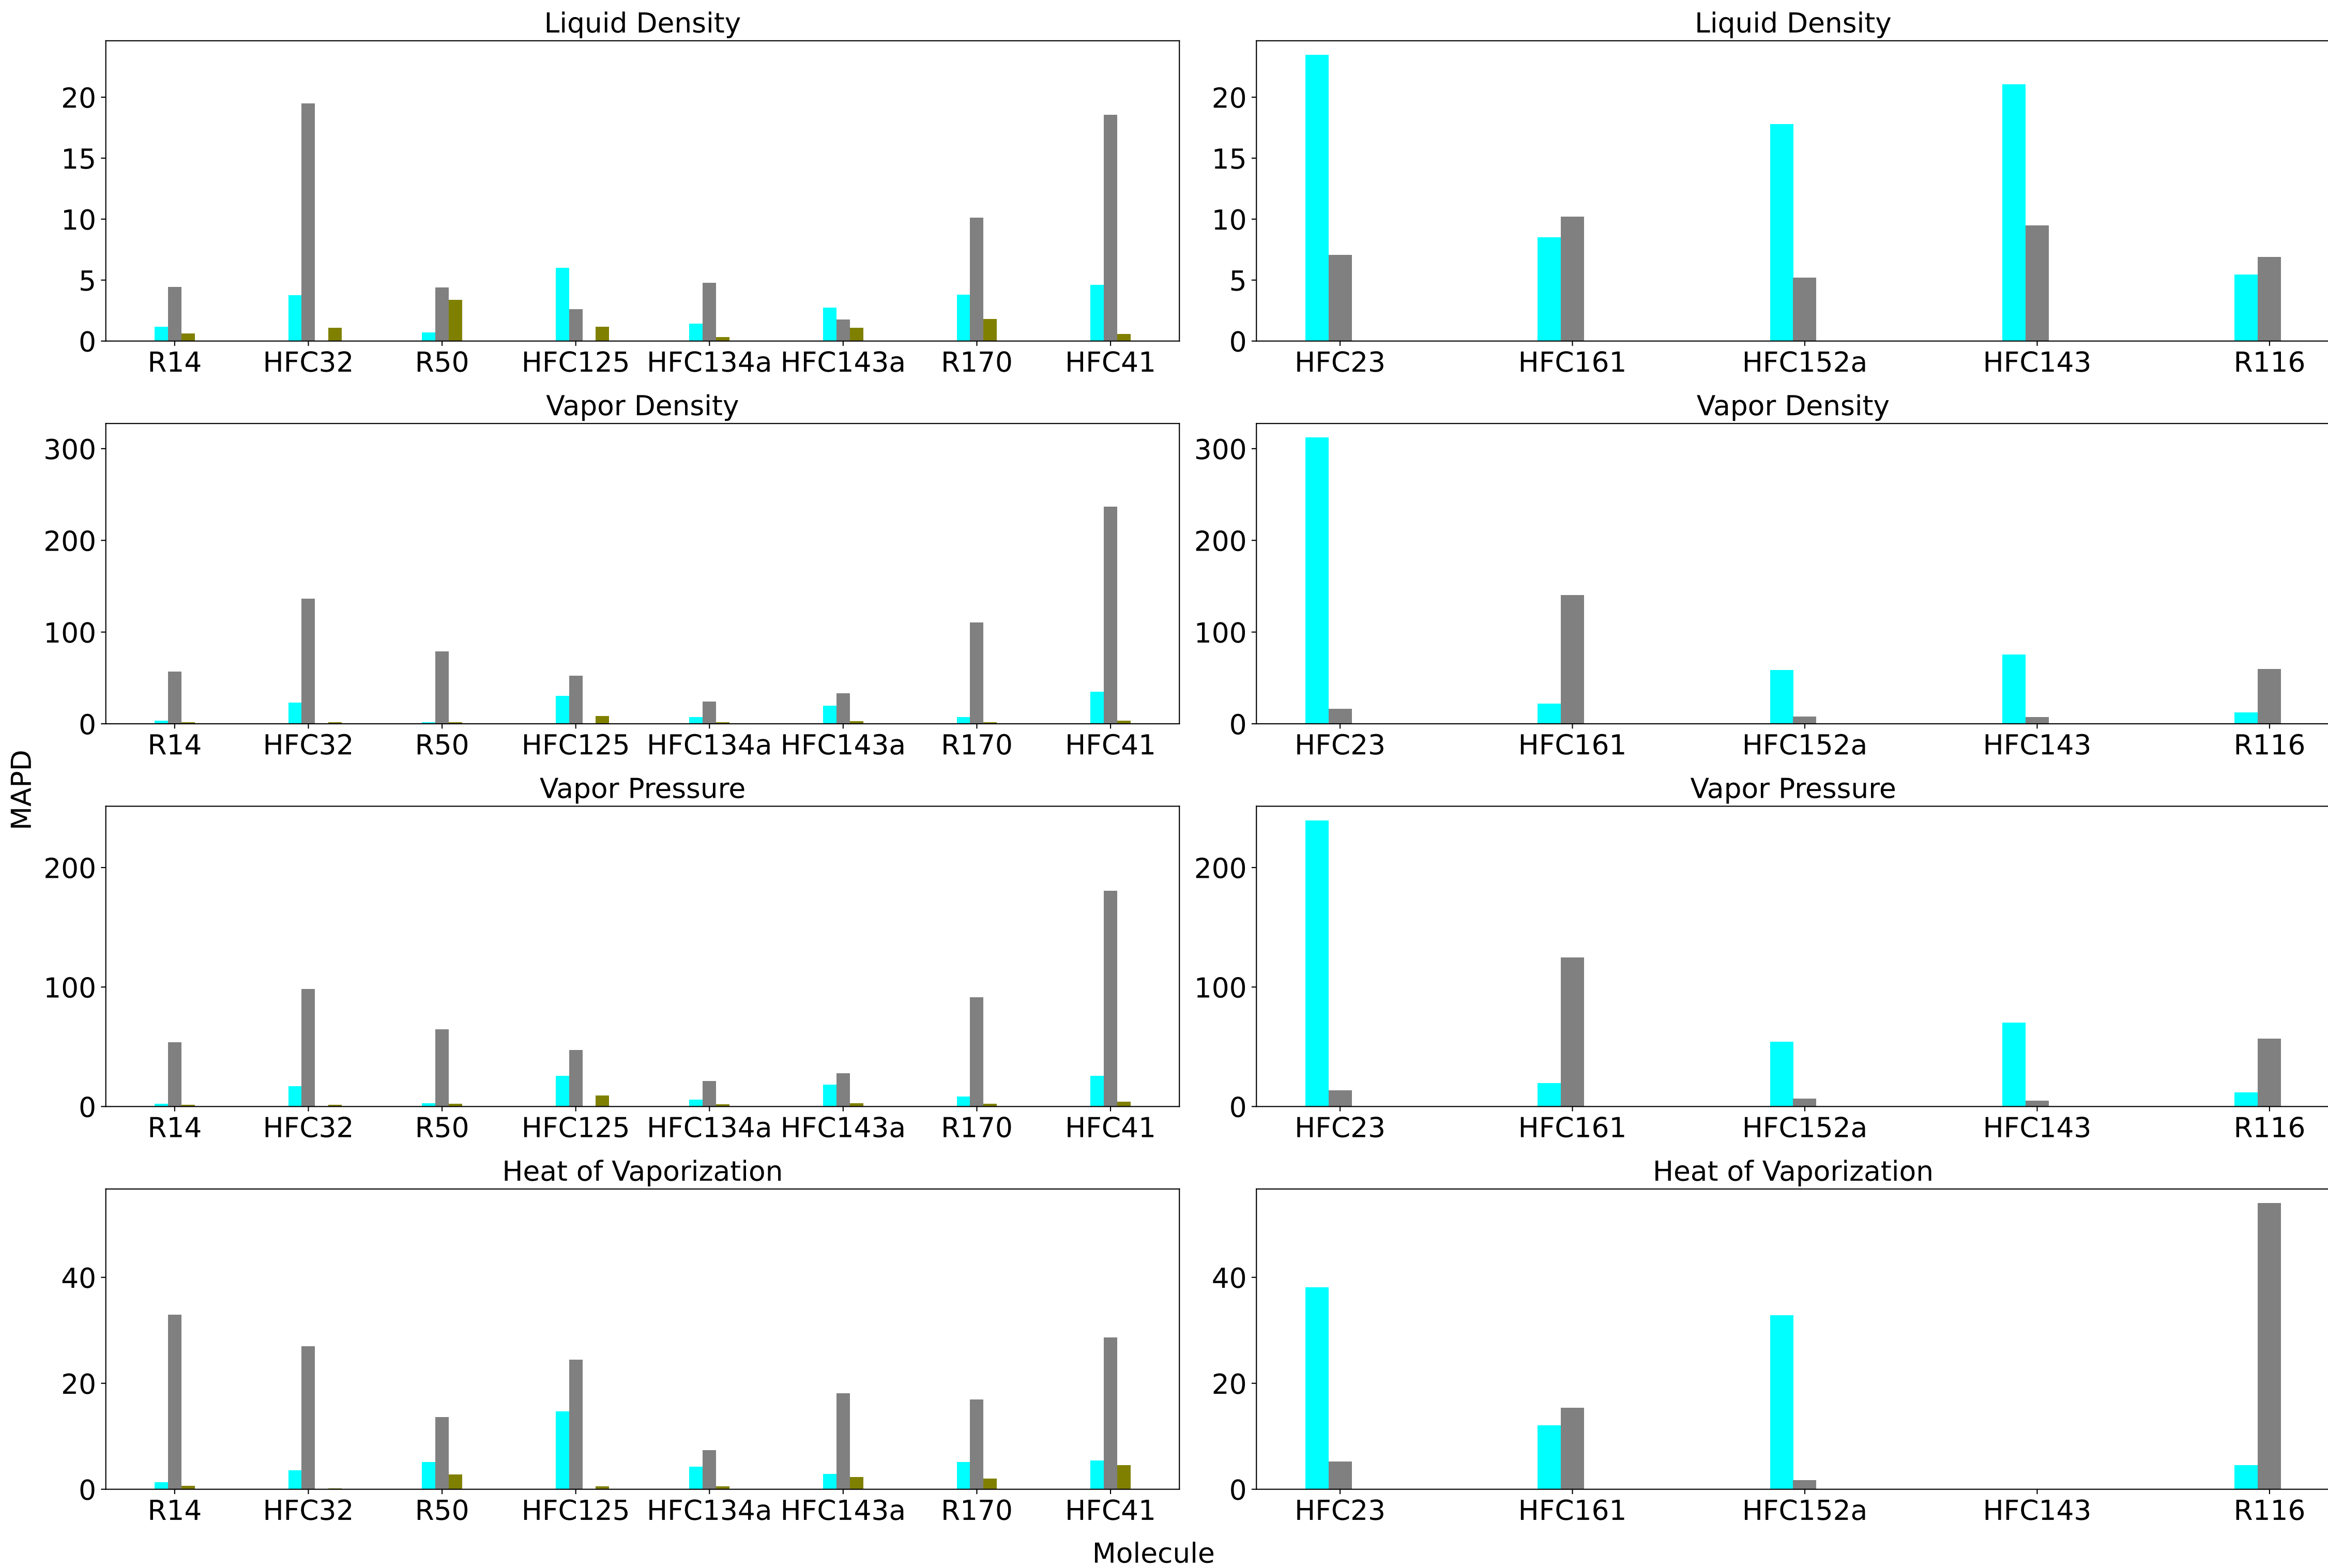 Liquid Density
Liquid Density
20
15
10
5
0
R14 HFC32 R50 HFC125 HFC134a HFC143a R170 HFC41
20
15
10
5
0
HFC23 HFC161 HFC152a HFC143 R116
Vapor Density
Vapor Density
300
200
100
0
R14 HFC32 R50 HFC125 HFC134a HFC143a R170 HFC41
300
200
100
0
HFC23 HFC161 HFC152a HFC143 R116
MAPD
Vapor Pressure
Vapor Pressure
200
100
0
R14 HFC32 R50 HFC125 HFC134a HFC143a R170 HFC41
200
100
0
HFC23 HFC161 HFC152a HFC143 R116
Heat of Vaporization
Heat of Vaporization
40
20
0
R14 HFC32 R50 HFC125 HFC134a HFC143a R170 HFC41
40
20
0
HFC23 HFC161 HFC152a HFC143 R116
Molecule